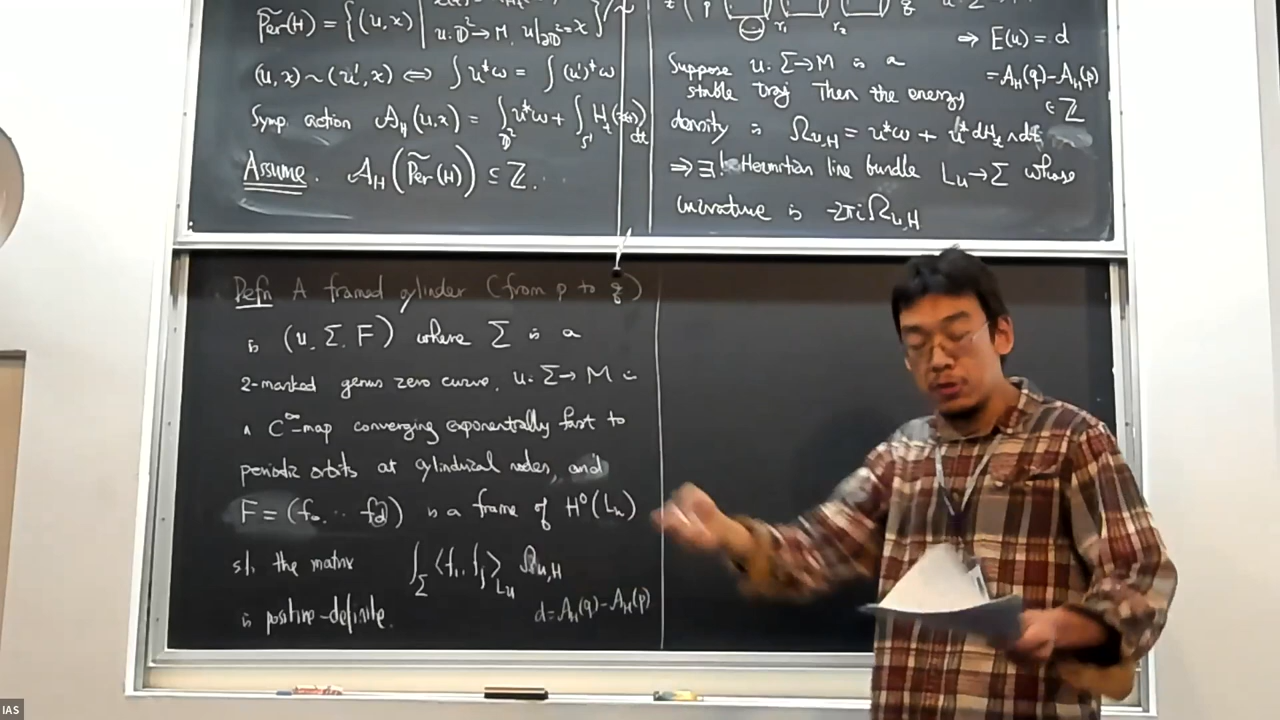 P̃er(H) = { (u,x) | u: D²→M, u|∂D²=x } / ~
(u,x) ~ (u',x) ⟺ ∫u*ω = ∫(u')*ω
Symp. action A_H(u,x) = ∫_{D²} u*ω + ∫_{S¹} H_t(x(t)) dt
Assume. A_H(P̃er(H)) ⊆ ℤ.
⇒ E(u) = d
= A_H(q) - A_H(p)
∈ ℤ
Suppose u: Σ→M is a
stable traj Then the energy
density is Ω_{u,H} = u*ω + u*dH_t∧dt
⇒ ∃! Hermitian line bundle L_u→Σ whose
curvature is -2πiΩ_{u,H}
Defn A framed cylinder (from p to q)
is (u, Σ, F) where Σ is a
2-marked genus zero curve, u: Σ→M is
a C^∞-map converging exponentially fast to
periodic orbits at cylindrical nodes, and
F = (f_0 ... f_d) is a frame of H⁰(L_u)
s.t. the matrix ∫_Σ ⟨f_i, f_j⟩_{L_u} Ω_{u,H}
is positive-definite. d = A_H(q) - A_H(p)
IAS